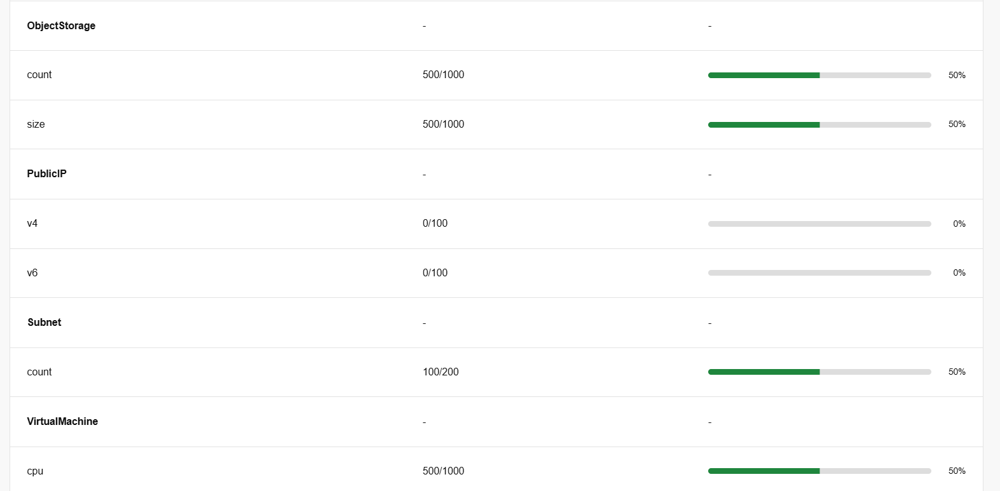 ObjectStorage - -
count 500/1000 50%
size 500/1000 50%
PublicIP - -
v4 0/100 0%
v6 0/100 0%
Subnet - -
count 100/200 50%
VirtualMachine - -
cpu 500/1000 50%